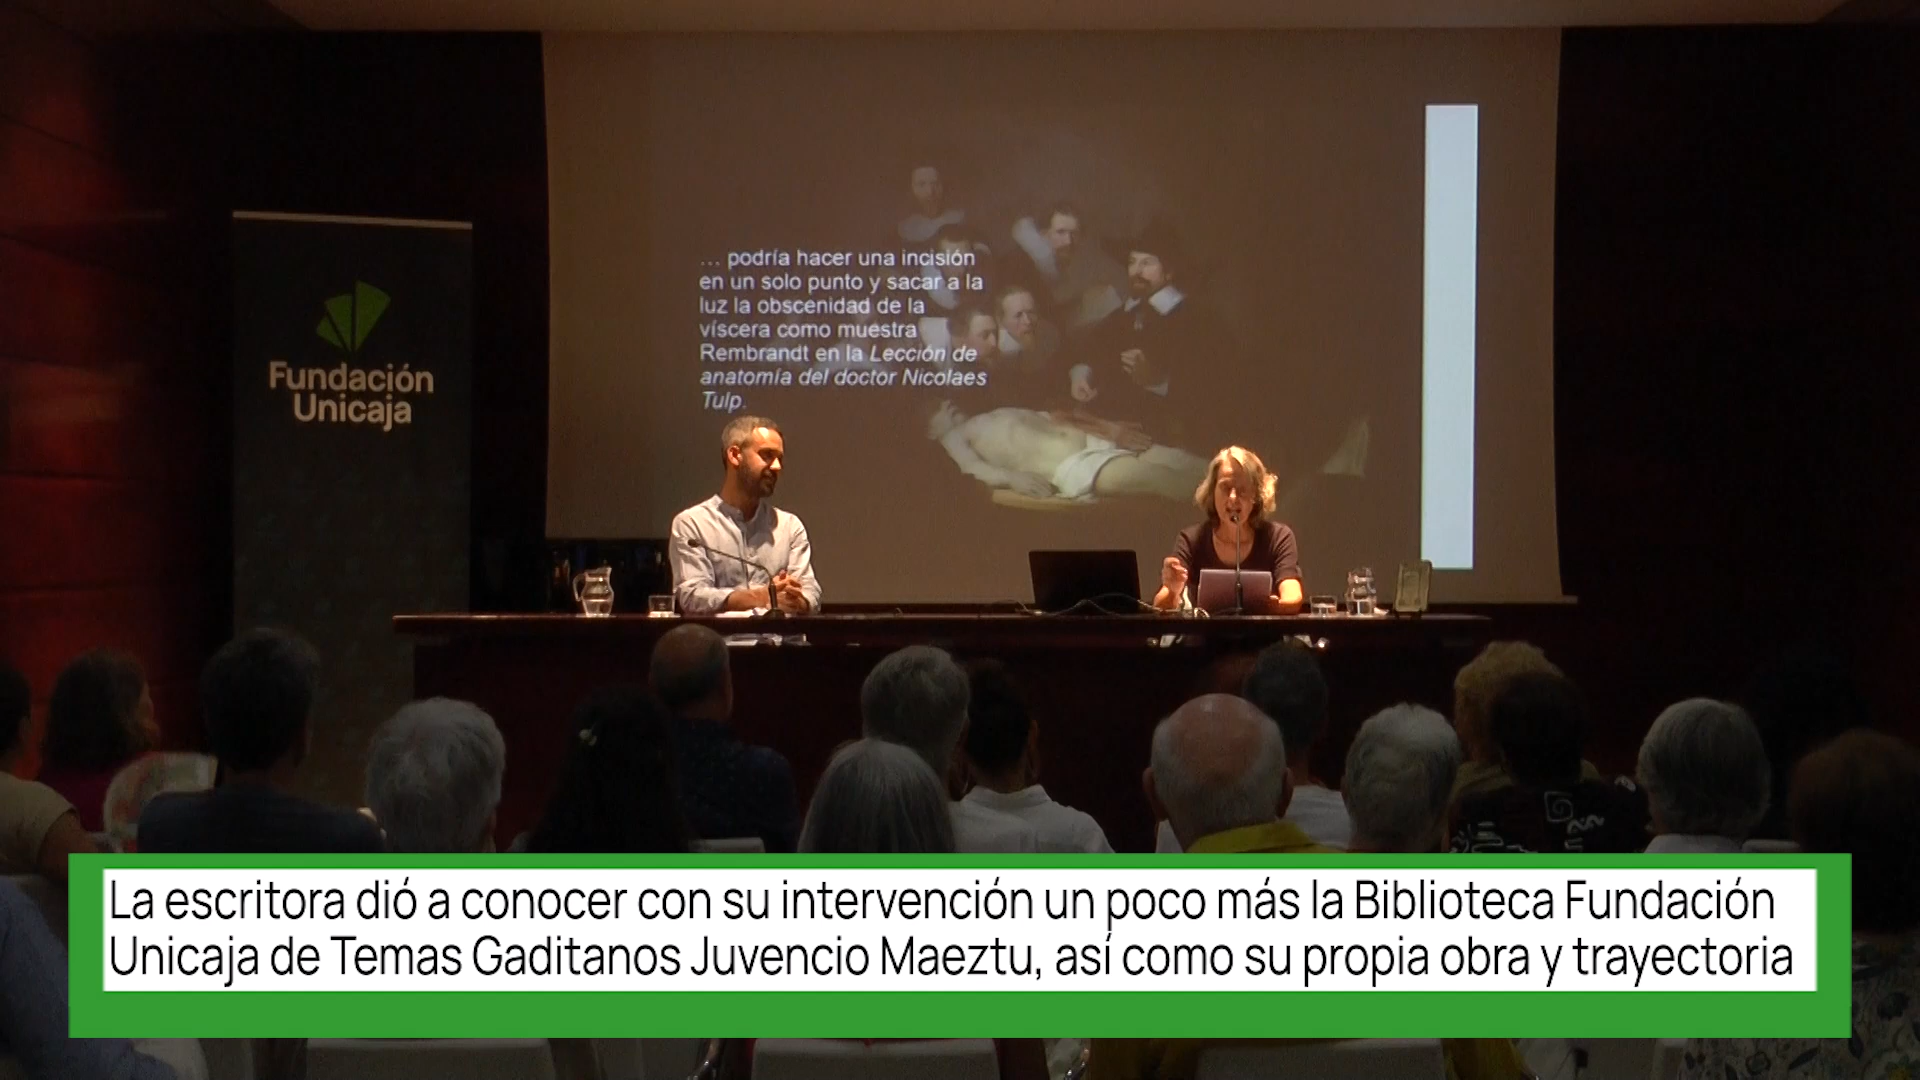 … podría hacer una incisión
en un solo punto y sacar a la
luz la obscenidad de la
víscera como muestra
Rembrandt en la Lección de
anatomía del doctor Nicolaes
Tulp.
Fundación
Unicaja
La escritora dió a conocer con su intervención un poco más la Biblioteca Fundación
Unicaja de Temas Gaditanos Juvencio Maeztu, así como su propia obra y trayectoria